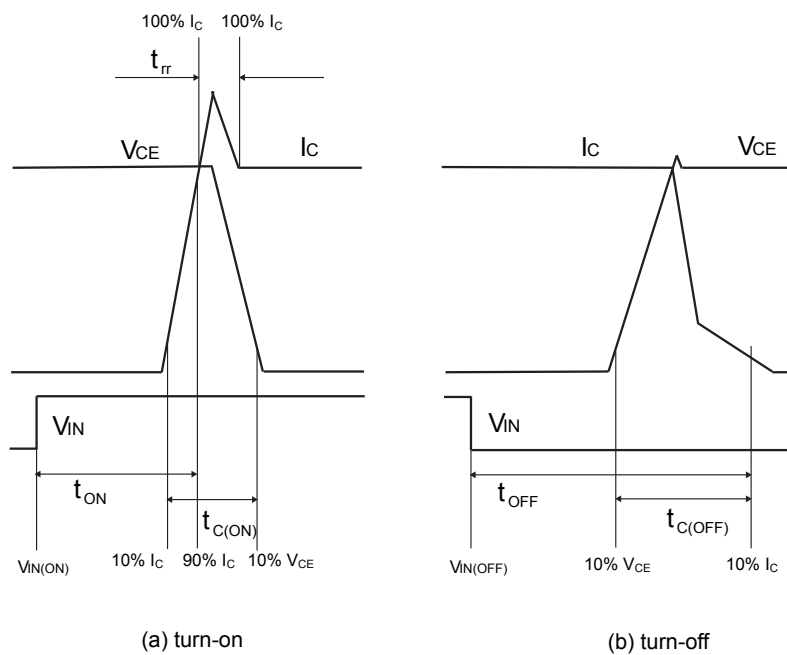 100% IC 100% IC
trr
VCE IC
VIN
tON
tC(ON)
VIN(ON)
10% IC 90% IC 10% VCE
(a) turn-on
IC VCE
VIN
tOFF
tC(OFF)
VIN(OFF)
10% VCE 10% IC
(b) turn-off